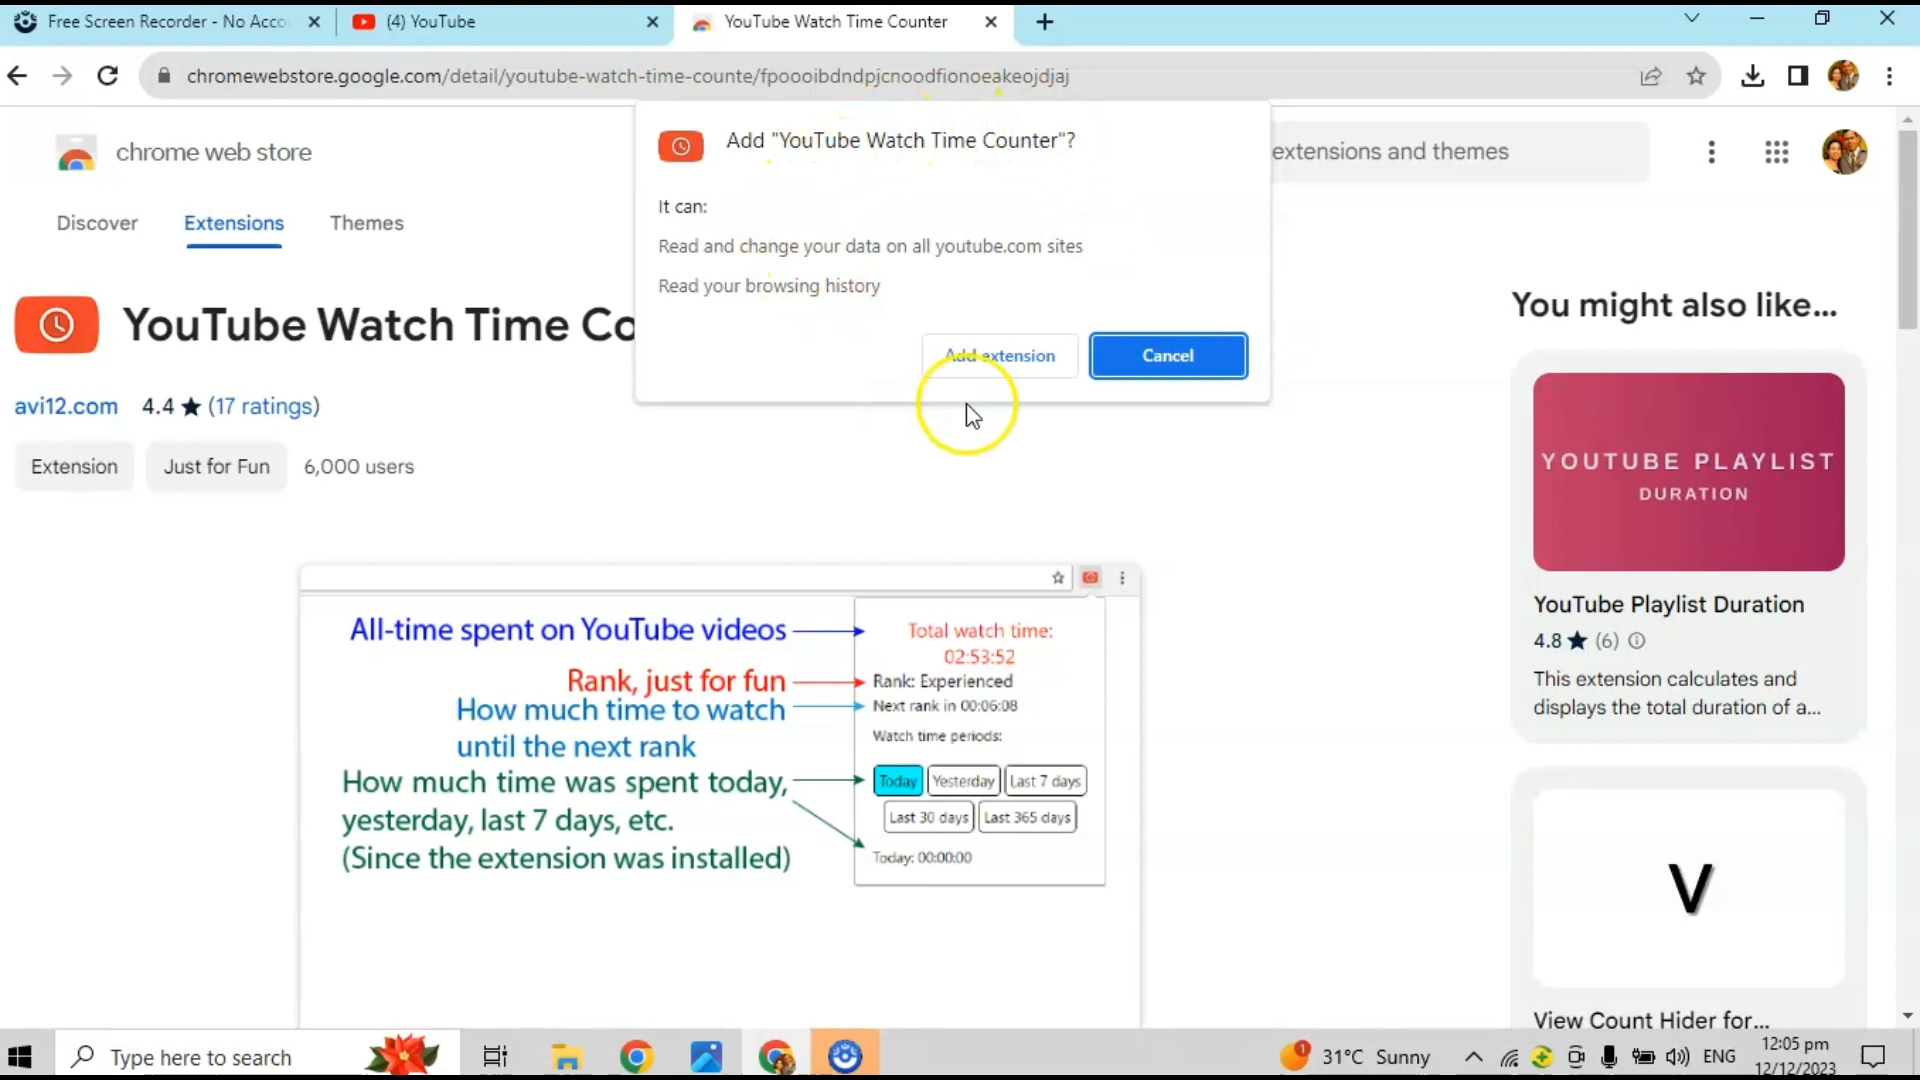 Free Screen Recorder - No Acco
(4) YouTube
YouTube Watch Time Counter
chromewebstore.google.com/detail/youtube-watch-time-counte/fpoooibdndpjcnoodfionoeakeojdjaj
chrome web store
extensions and themes
Discover
Extensions
Themes
Add "YouTube Watch Time Counter"?
It can:
Read and change your data on all youtube.com sites
Read your browsing history
Add extension
Cancel
YouTube Watch Time Co
avi12.com
4.4 ★ (17 ratings)
Extension
Just for Fun
6,000 users
All-time spent on YouTube videos
Rank, just for fun
How much time to watch
until the next rank
How much time was spent today,
yesterday, last 7 days, etc.
(Since the extension was installed)
Total watch time:
02:53:52
Rank: Experienced
Next rank in 00:06:08
Watch time periods:
Today
Yesterday
Last 7 days
Last 30 days
Last 365 days
Today: 00:00:00
You might also like...
YOUTUBE PLAYLIST
DURATION
YouTube Playlist Duration
4.8 ★ (6)
This extension calculates and
displays the total duration of a...
V
View Count Hider for...
Type here to search
1
31°C Sunny
ENG
12:05 pm
12/12/2023